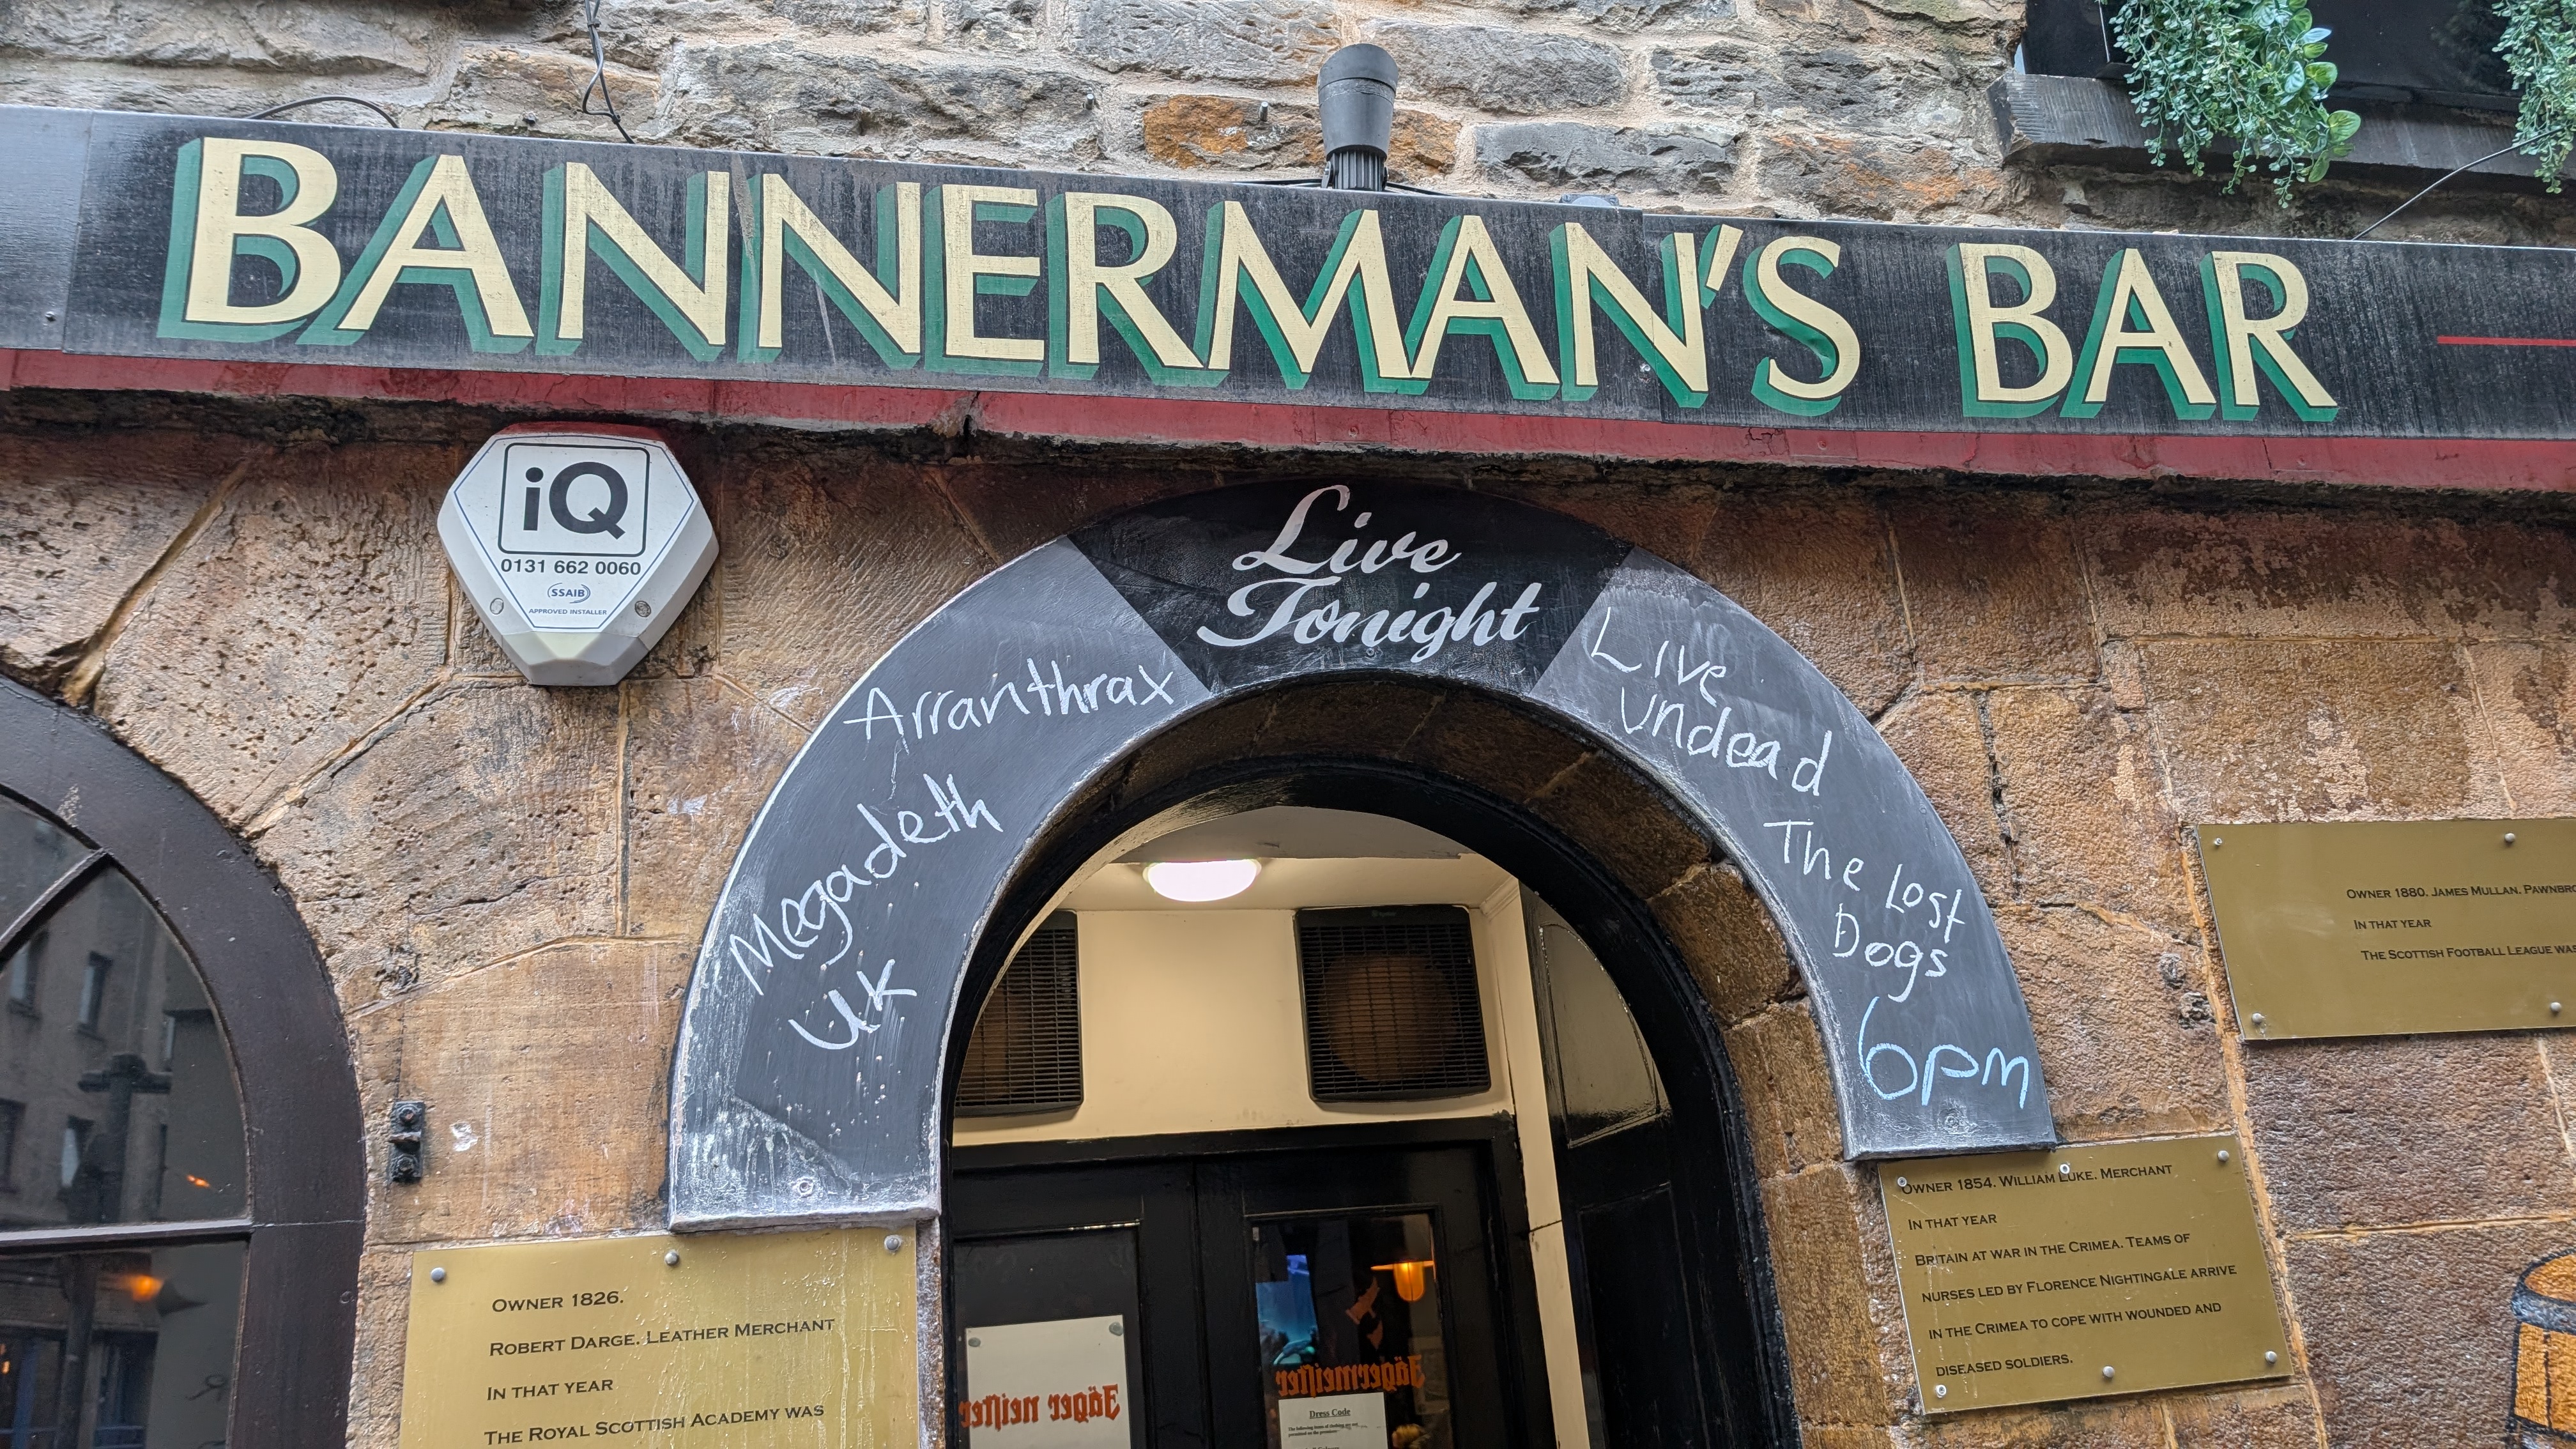 BANNERMAN'S BAR
iQ
0131 662 0060
SSAIB
APPROVED INSTALLER
Live
Tonight
Arranthrax
Megadeth
UK
Live
undead
The Lost
Dogs
6pm
OWNER 1880. JAMES MULLAN. PAWNBRO
IN THAT YEAR
THE SCOTTISH FOOTBALL LEAGUE WAS
OWNER 1854. WILLIAM LUKE. MERCHANT
IN THAT YEAR
BRITAIN AT WAR IN THE CRIMEA. TEAMS OF
NURSES LED BY FLORENCE NIGHTINGALE ARRIVE
IN THE CRIMEA TO COPE WITH WOUNDED AND
DISEASED SOLDIERS.
OWNER 1826.
ROBERT DARGE. LEATHER MERCHANT
IN THAT YEAR
THE ROYAL SCOTTISH ACADEMY WAS
Jägermeister
Jägermeister
Dress Code